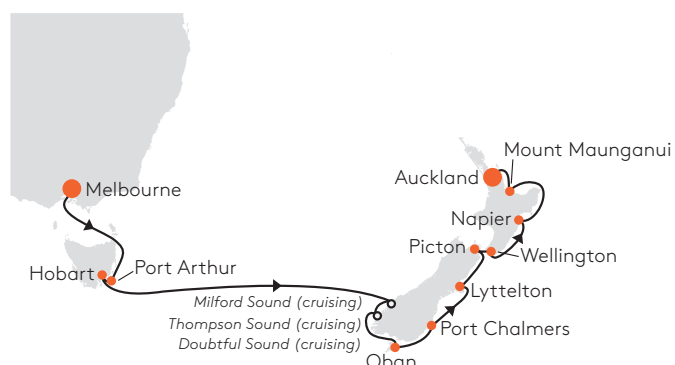 Mount Maunganui
Auckland
Melbourne
Napier
Picton
Wellington
Hobart
Port Arthur
Lyttelton
Milford Sound (cruising)
Thompson Sound (cruising)
Port Chalmers
Doubtful Sound (cruising)
Oban